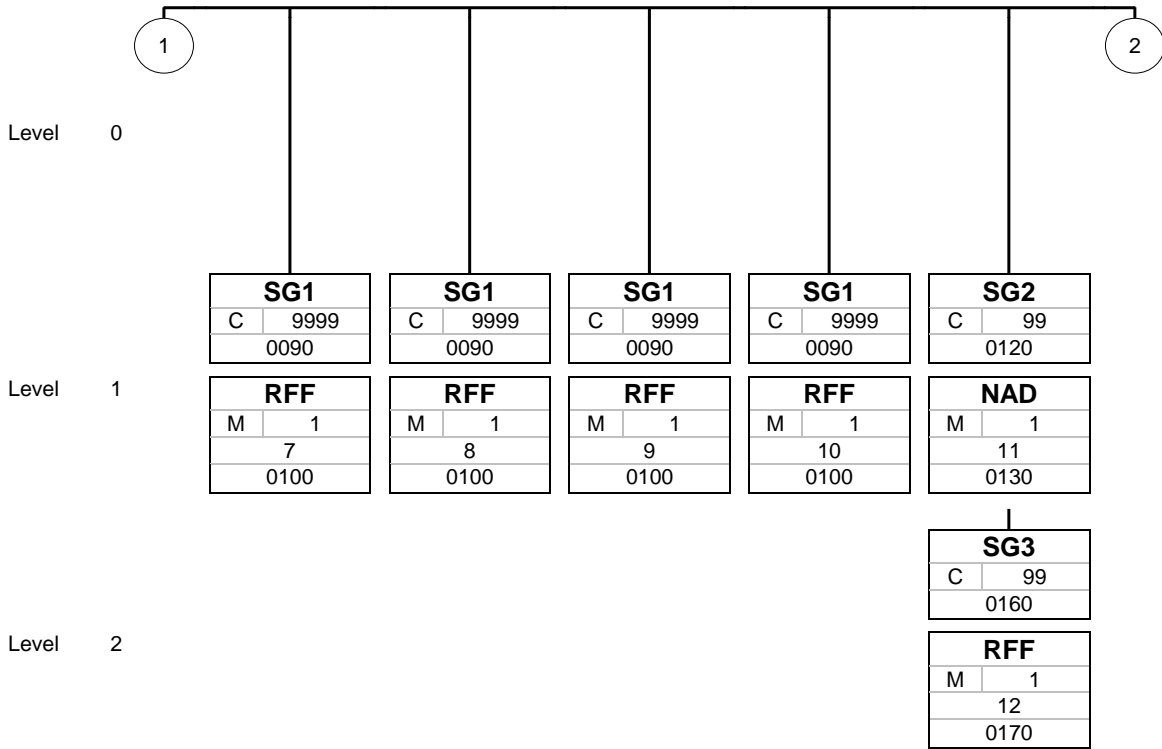 1 2
Level 0
SG1 SG1 SG1 SG1 SG2
C 9999 C 9999 C 9999 C 9999 C 99
0090 0090 0090 0090 0120
Level 1 RFF RFF RFF RFF NAD
M 1 M 1 M 1 M 1 M 1
7 8 9 10 11
0100 0100 0100 0100 0130
SG3
C 99
0160
Level 2 RFF
M 1
12
0170